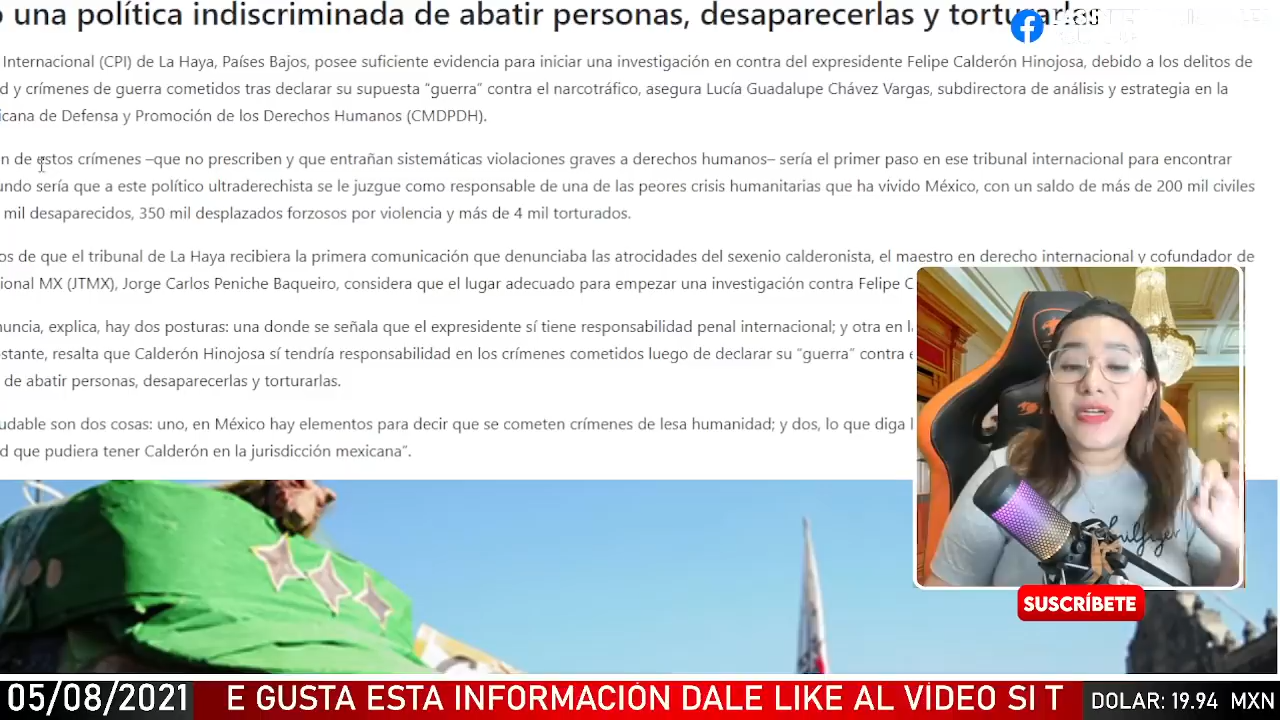 o una política indiscriminada de abatir personas, desaparecerlas y torturarlas
Internacional (CPI) de La Haya, Países Bajos, posee suficiente evidencia para iniciar una investigación en contra del expresidente Felipe Calderón Hinojosa, debido a los delitos de
d y crímenes de guerra cometidos tras declarar su supuesta "guerra" contra el narcotráfico, asegura Lucía Guadalupe Chávez Vargas, subdirectora de análisis y estrategia en la
icana de Defensa y Promoción de los Derechos Humanos (CMDPDH).
n de estos crímenes –que no prescriben y que entrañan sistemáticas violaciones graves a derechos humanos– sería el primer paso en ese tribunal internacional para encontrar
undo sería que a este político ultraderechista se le juzgue como responsable de una de las peores crisis humanitarias que ha vivido México, con un saldo de más de 200 mil civiles
mil desaparecidos, 350 mil desplazados forzosos por violencia y más de 4 mil torturados.
os de que el tribunal de La Haya recibiera la primera comunicación que denunciaba las atrocidades del sexenio calderonista, el maestro en derecho internacional y cofundador de
ional MX (JTMX), Jorge Carlos Peniche Baqueiro, considera que el lugar adecuado para empezar una investigación contra Felipe C
nuncia, explica, hay dos posturas: una donde se señala que el expresidente sí tiene responsabilidad penal internacional; y otra en l
stante, resalta que Calderón Hinojosa sí tendría responsabilidad en los crímenes cometidos luego de declarar su "guerra" contra e
de abatir personas, desaparecerlas y torturarlas.
udable son dos cosas: uno, en México hay elementos para decir que se cometen crímenes de lesa humanidad; y dos, lo que diga l
d que pudiera tener Calderón en la jurisdicción mexicana".
SUSCRÍBETE
05/08/2021 E GUSTA ESTA INFORMACIÓN DALE LIKE AL VÍDEO SI T DOLAR: 19.94 MXN